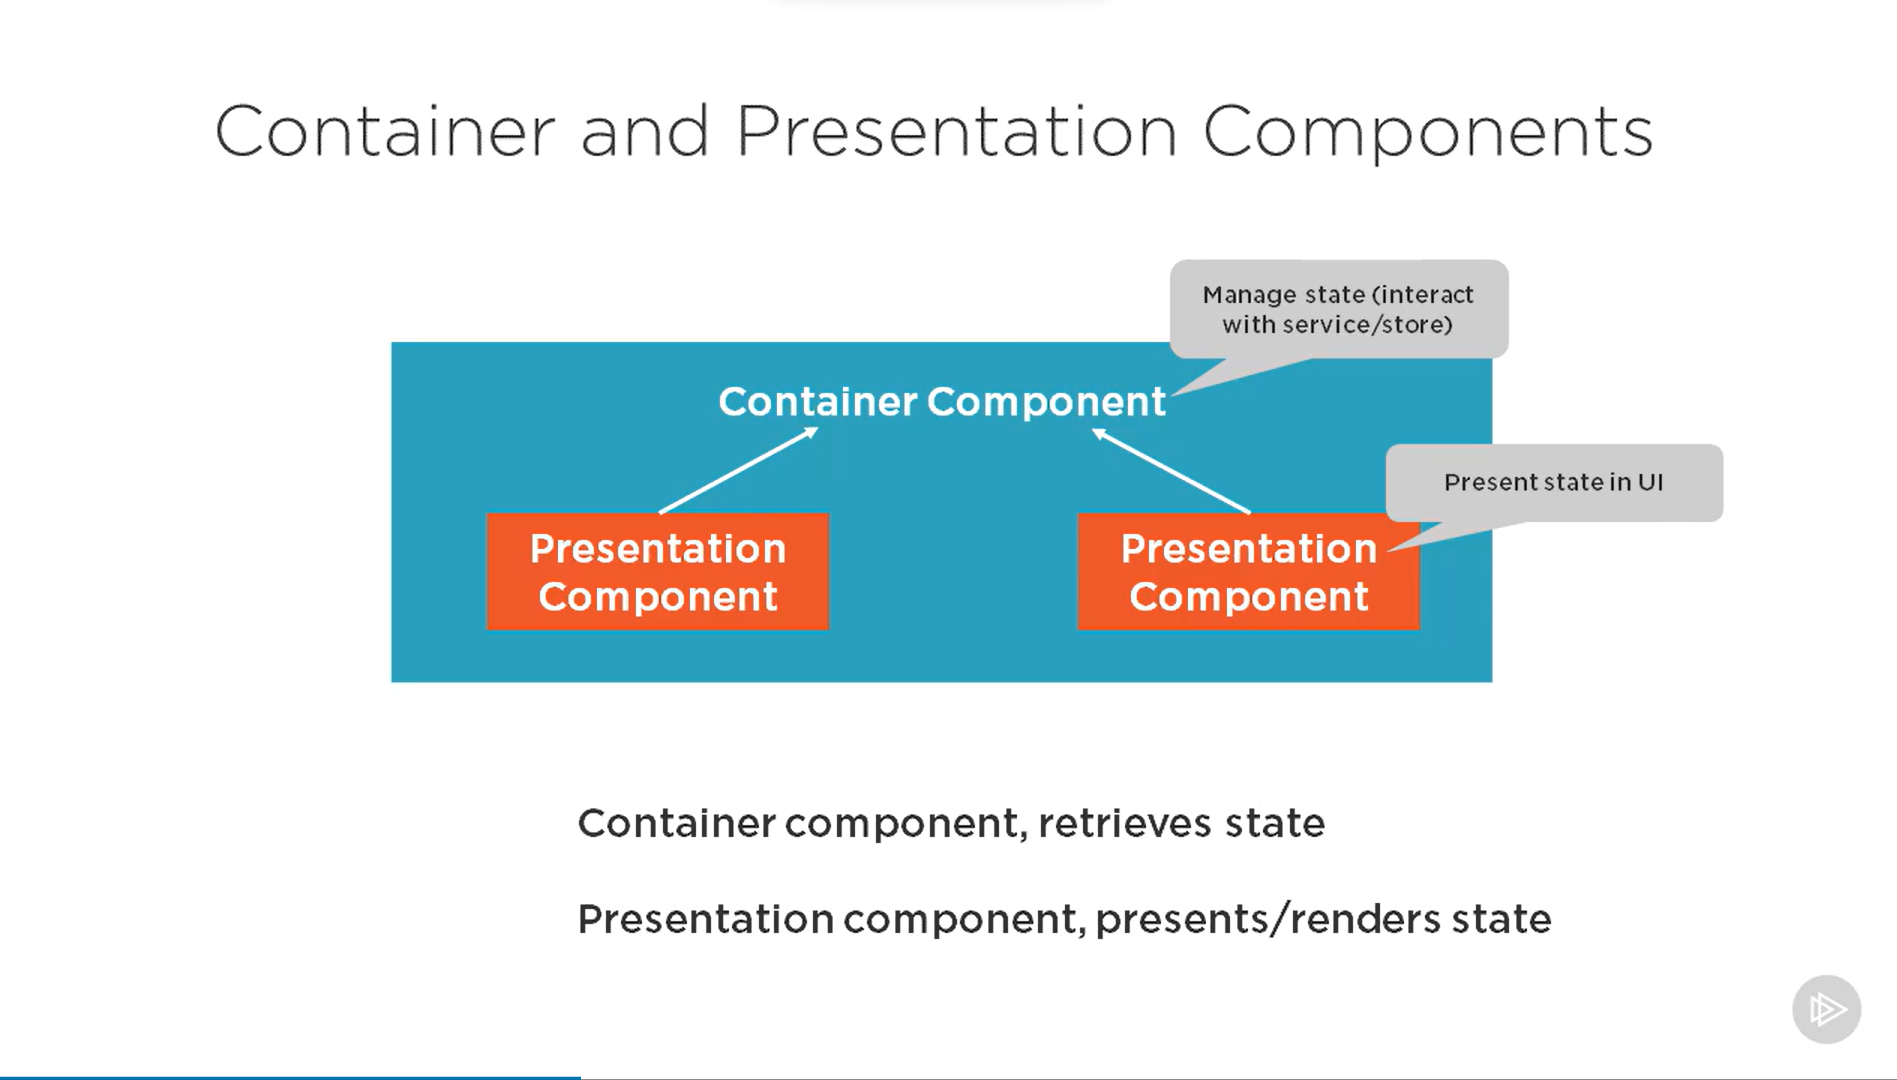 Container and Presentation Components
Manage state (interact
with service/store)
Container Component
Present state in UI
Presentation
Component
Presentation
Component
Container component, retrieves state
Presentation component, presents/renders state